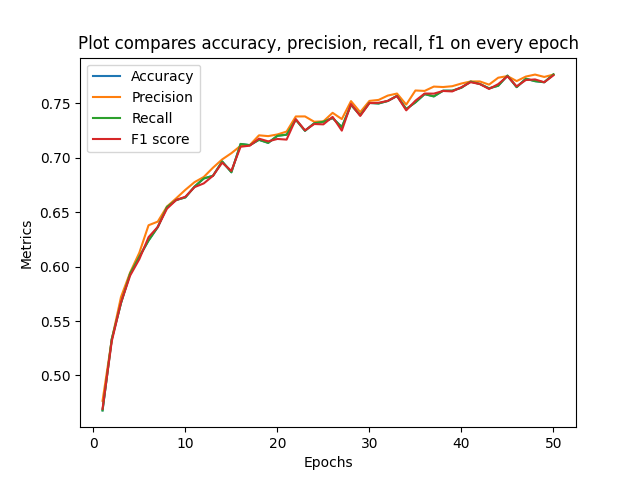 Plot compares accuracy, precision, recall, f1 on every epoch
Accuracy
Precision
Recall
F1 score
0.75
0.70
0.65
0.60
0.55
0.50
Metrics
0 10 20 30 40 50
Epochs